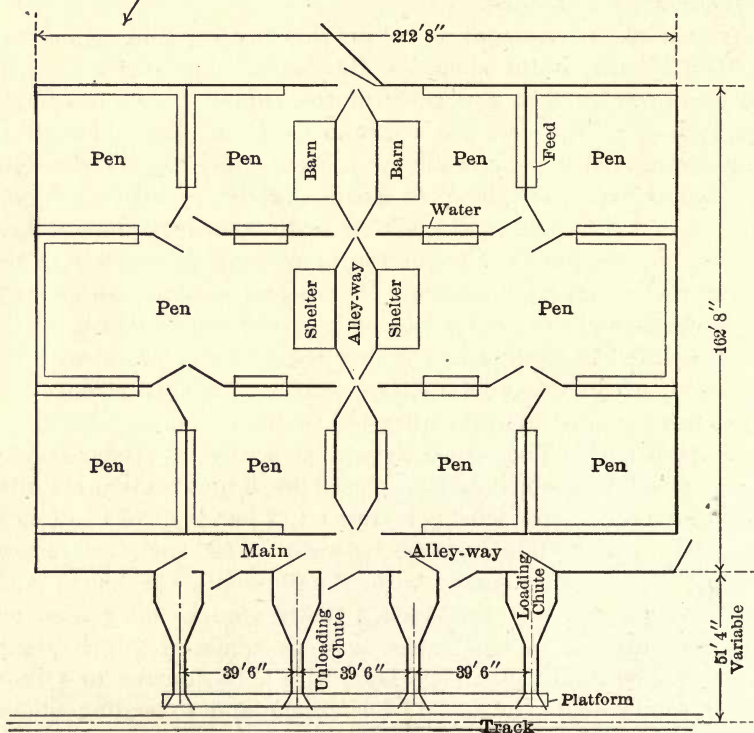 212'8"
Pen
Pen
Barn
Barn
Pen
Feed
Pen
Water
Pen
Shelter
Alley-way
Shelter
Pen
162'8"
Pen
Pen
Pen
Pen
Main
Alley-way
Loading
Chute
Unloading
Chute
39'6"
39'6"
39'6"
51'4"
Variable
Platform
Track